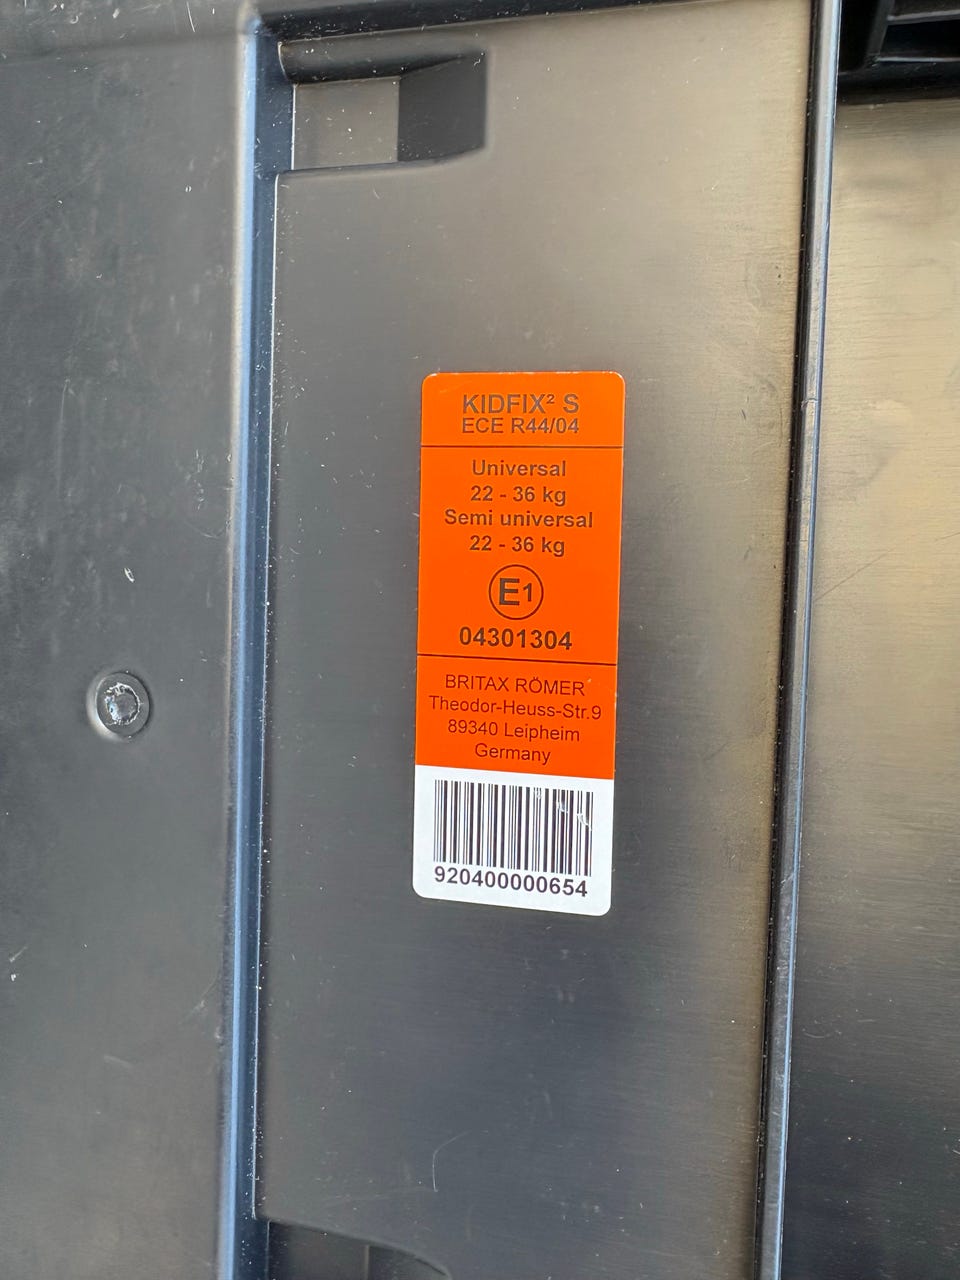 KIDFIX² S
ECE R44/04
Universal
22 - 36 kg
Semi universal
22 - 36 kg
E1
04301304
BRITAX RÖMER
Theodor-Heuss-Str.9
89340 Leipheim
Germany
920400000654